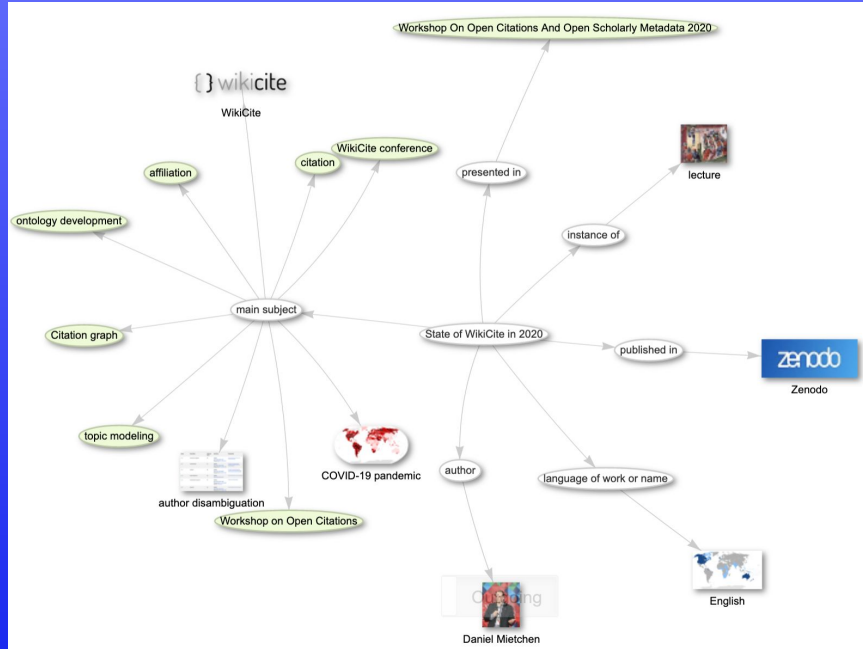 Workshop On Open Citations And Open Scholarly Metadata 2020
{ } wikicite
WikiCite
WikiCite conference
citation
affiliation
presented in
lecture
ontology development
instance of
main subject
Citation graph
State of WikiCite in 2020
published in
zenodo
Zenodo
topic modeling
COVID-19 pandemic
author
language of work or name
author disambiguation
Workshop on Open Citations
English
Daniel Mietchen